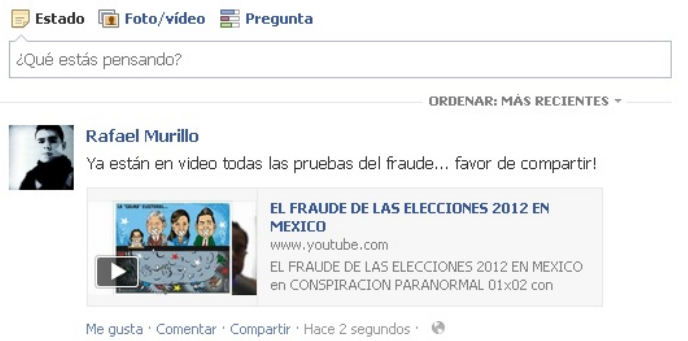 Estado Foto/vídeo Pregunta
¿Qué estás pensando?
ORDENAR: MÁS RECIENTES
Rafael Murillo
Ya están en video todas las pruebas del fraude... favor de compartir!
EL FRAUDE DE LAS ELECCIONES 2012 EN
MEXICO
www.youtube.com
EL FRAUDE DE LAS ELECCIONES 2012 EN MEXICO
en CONSPIRACION PARANORMAL 01x02 con
Me gusta · Comentar · Compartir · Hace 2 segundos ·